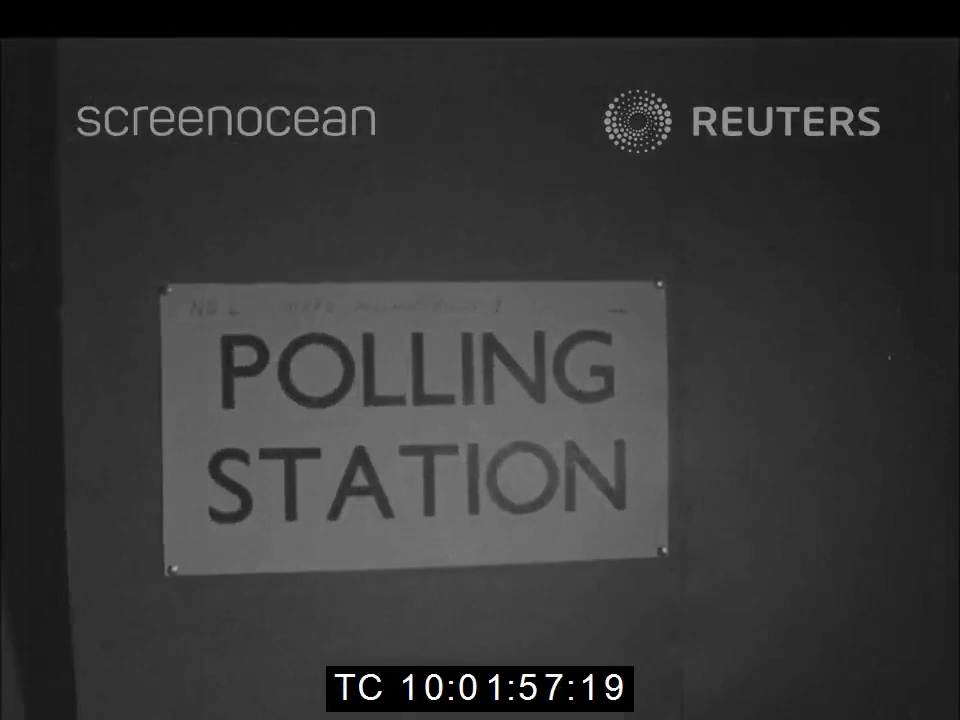 screenocean
REUTERS
POLLING
STATION
TC 10:01:57:19